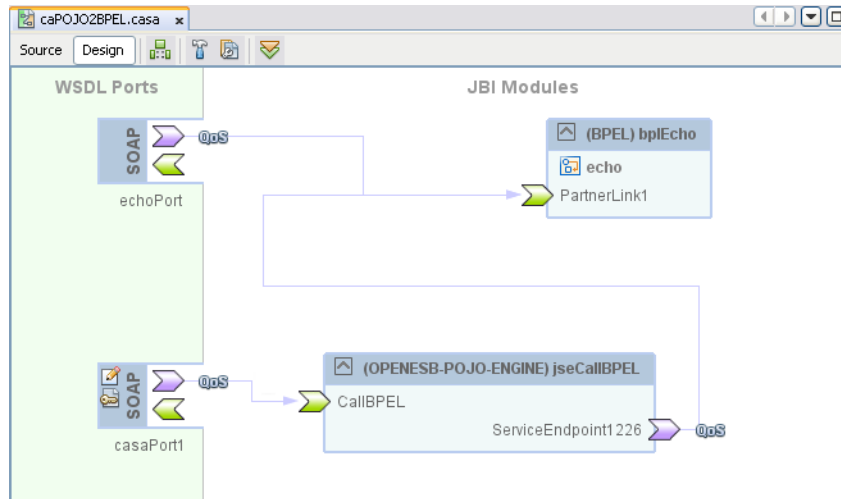 caPOJO2BPEL.casa x
Source Design
WSDL Ports
JBI Modules
SOAP
QoS
echoPort
(BPEL) bplEcho
echo
PartnerLink1
SOAP
QoS
casaPort1
(OPENESB-POJO-ENGINE) jseCallBPEL
CallBPEL
ServiceEndpoint1226
QoS